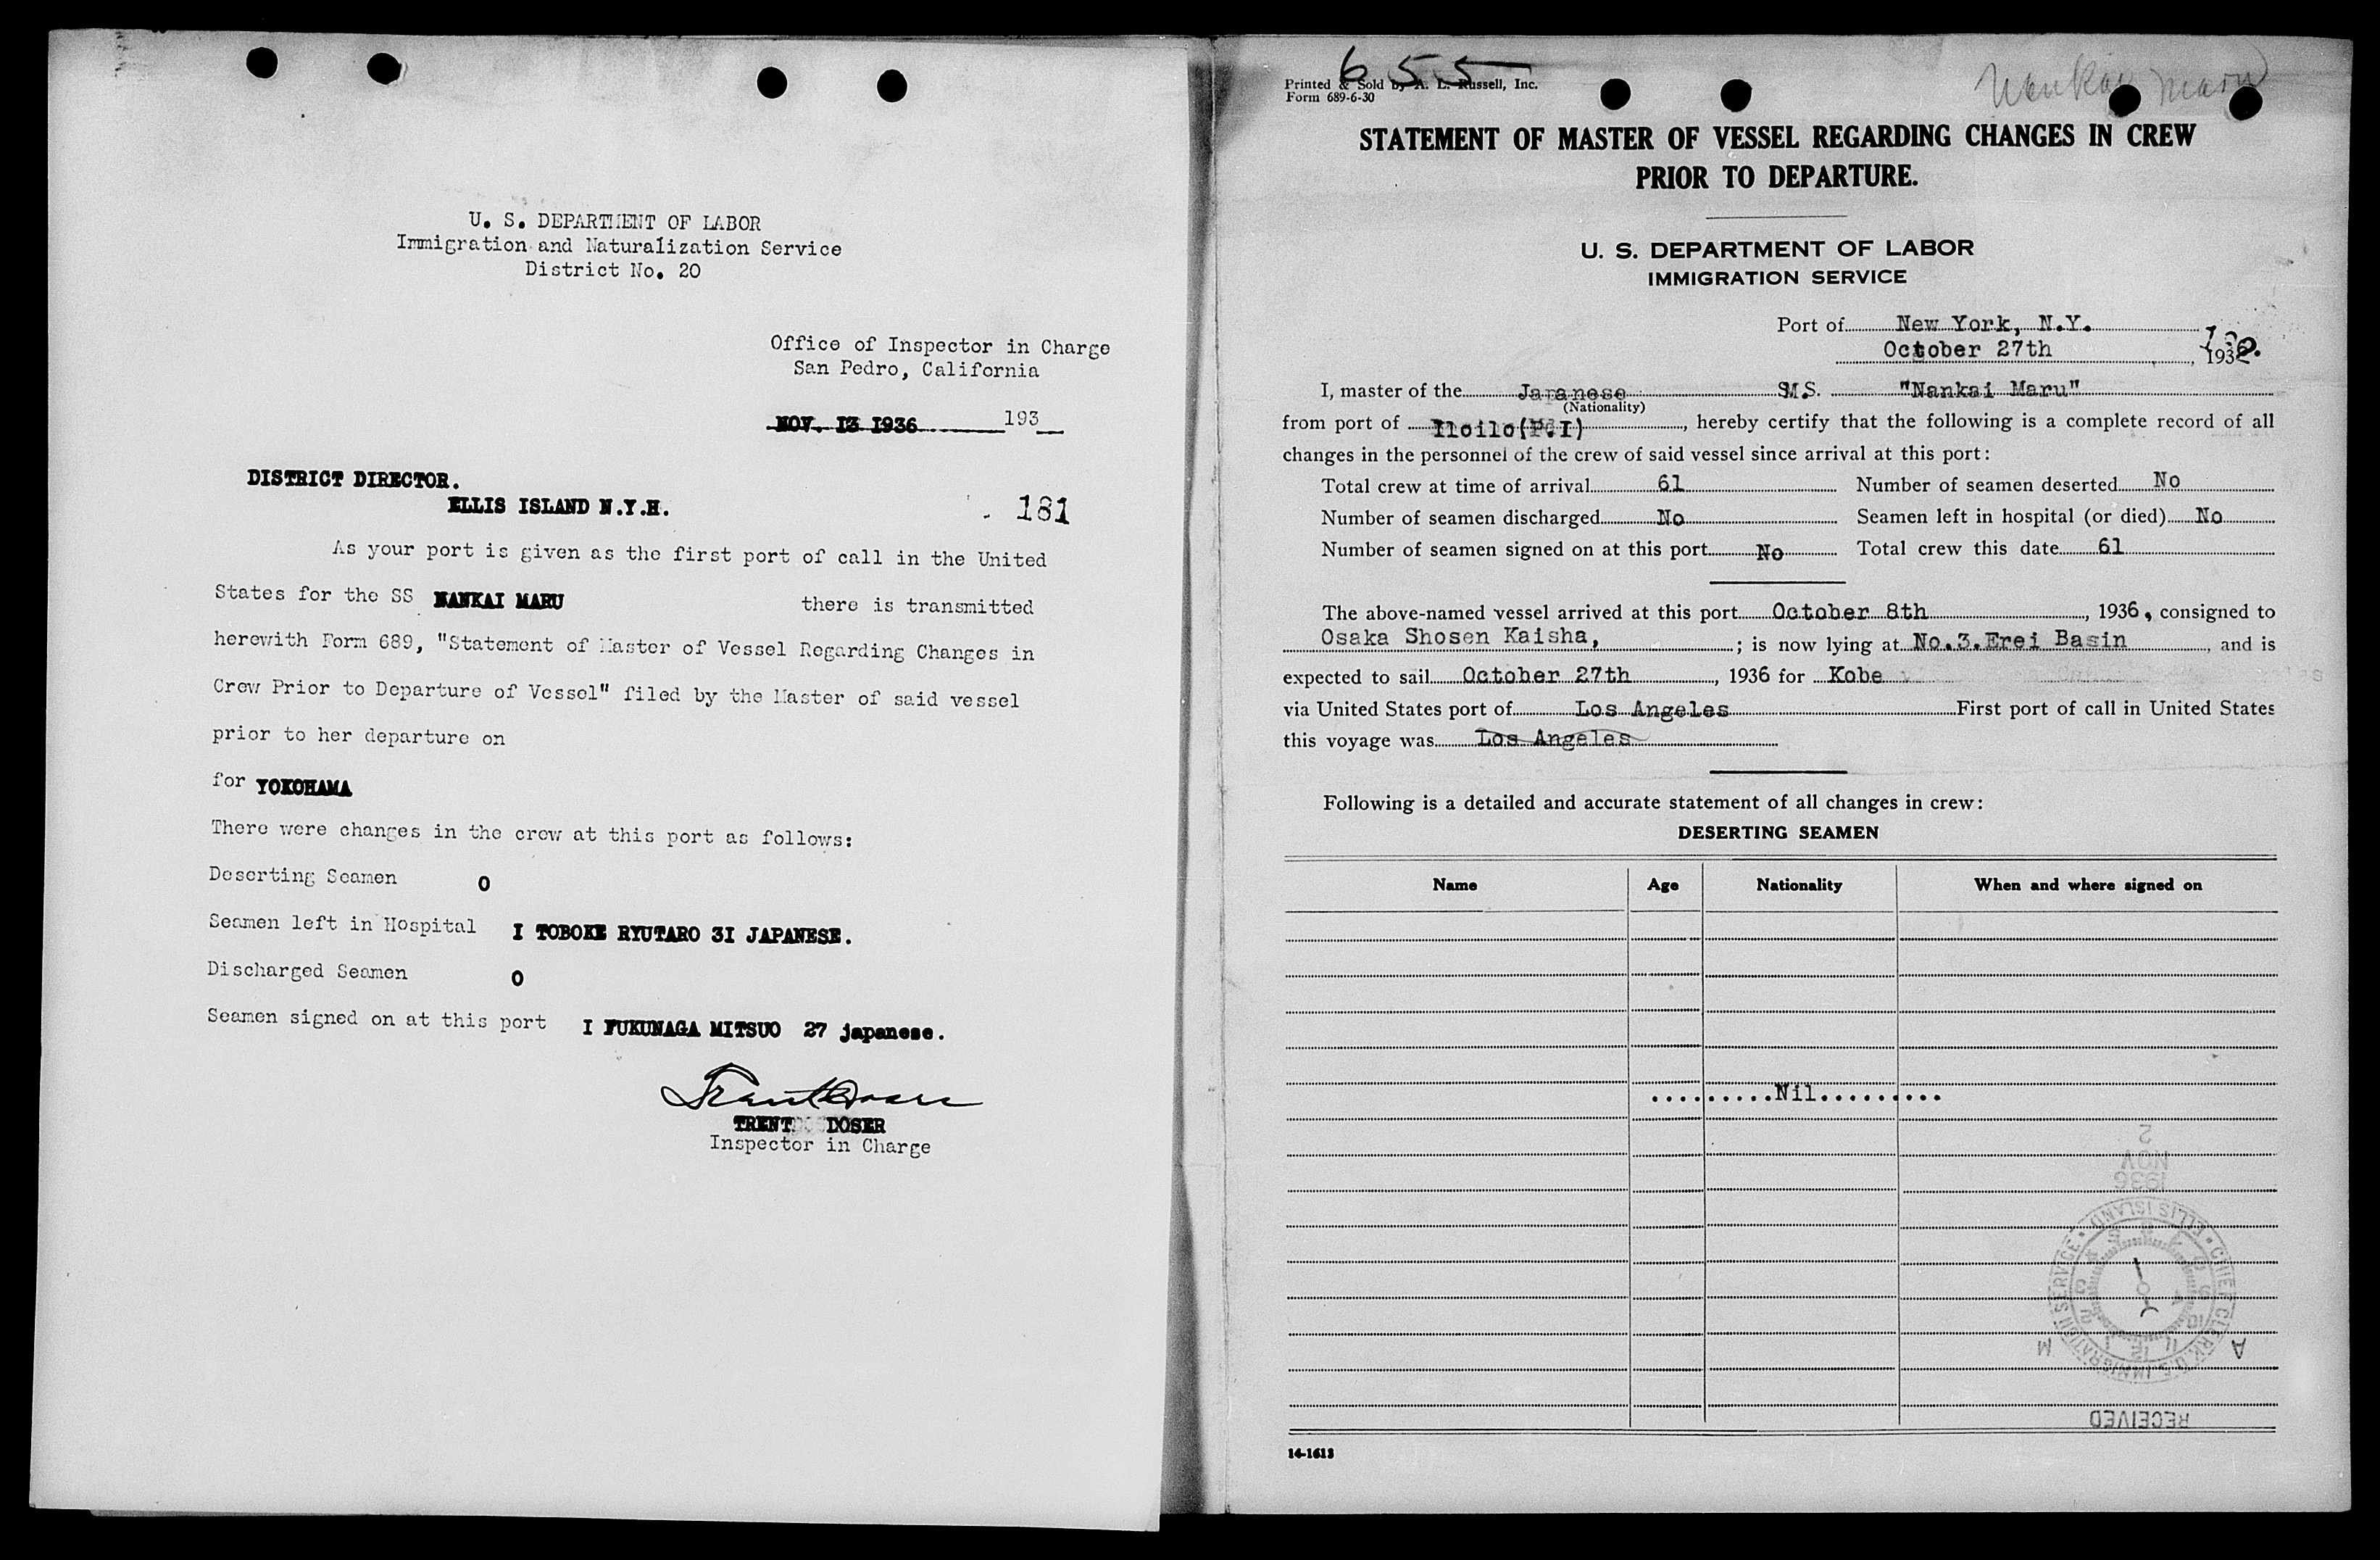 U. S. DEPARTMENT OF LABOR
Immigration and Naturalization Service
District No. 20
Office of Inspector in Charge
San Pedro, California
NOV. 13 1936 193
DISTRICT DIRECTOR.
ELLIS ISLAND N.Y.H.
181
As your port is given as the first port of call in the United
States for the SS NANKAI MARU there is transmitted
herewith Form 689, "Statement of Master of Vessel Regarding Changes in
Crew Prior to Departure of Vessel" filed by the Master of said vessel
prior to her departure on
for YOKOHAMA
There were changes in the crew at this port as follows:
Deserting Seamen 0
Seamen left in Hospital I TOBOKE RYUTARO 3I JAPANESE.
Discharged Seamen 0
Seamen signed on at this port I FUKUNAGA MITSUO 27 japanese.
TRENT DOSER
Inspector in Charge
655
Printed & Sold by A. L. Russell, Inc.
Form 689-6-30
Nankai Maru
STATEMENT OF MASTER OF VESSEL REGARDING CHANGES IN CREW
PRIOR TO DEPARTURE.
U. S. DEPARTMENT OF LABOR
IMMIGRATION SERVICE
Port of New York, N.Y.
October 27th, 1936.
I, master of the Japanese M.S. "Nankai Maru"
(Nationality)
from port of Iloilo(P.I), hereby certify that the following is a complete record of all
changes in the personnel of the crew of said vessel since arrival at this port:
Total crew at time of arrival 61 Number of seamen deserted No
Number of seamen discharged No Seamen left in hospital (or died) No
Number of seamen signed on at this port No Total crew this date 61
The above-named vessel arrived at this port October 8th, 1936, consigned to
Osaka Shosen Kaisha, ; is now lying at No.3.Erei Basin, and is
expected to sail October 27th, 1936 for Kobe
via United States port of Los Angeles First port of call in United States
this voyage was Los Angeles
Following is a detailed and accurate statement of all changes in crew:
DESERTING SEAMEN
Name Age Nationality When and where signed on
..........Nil..........
2
NOV
1936
CHIEF CLERK U.S. IMMIGRATION SERVICE • ELLIS ISLAND •
A M
RECEIVED
14-1613